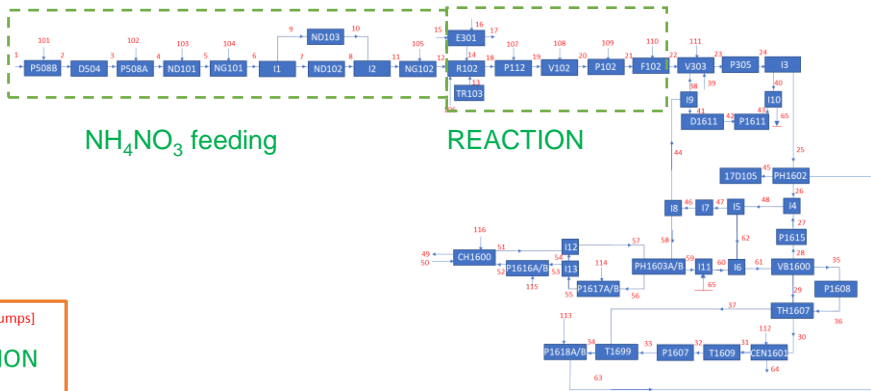 9 10 15 16 17
ND103 E301
101 102 103 104 105 14 107 108 109 110 111
1 P508B 2 D504 3 P508A 4 ND101 5 NG101 6 I1 7 ND102 8 I2 11 NG102 12 R102 18 P112 19 V102 20 P102 21 F102 22 V303 23 P305 24 I3
13 38 39 40
TR103 I9 I10
106 41 D1611 42 P1611 43 65
NH4NO3 feeding REACTION
44 25
17D105 45 PH1602
26
I8 46 I7 47 I5 48 I4
27
P1615
116 58 62 28
49 50 CH1600 51 I12 57
54 PH1603A/B 59 I11 60 I6 61 VB1600 35
52 P1616A/B 53 I13 114 65 29 P1608
115 55 P1617A/B 56
37 TH1607 36
umps]
113 112 30
ION P1618A/B 34 T1699 33 P1607 32 T1609 31 CEN1601
63 64